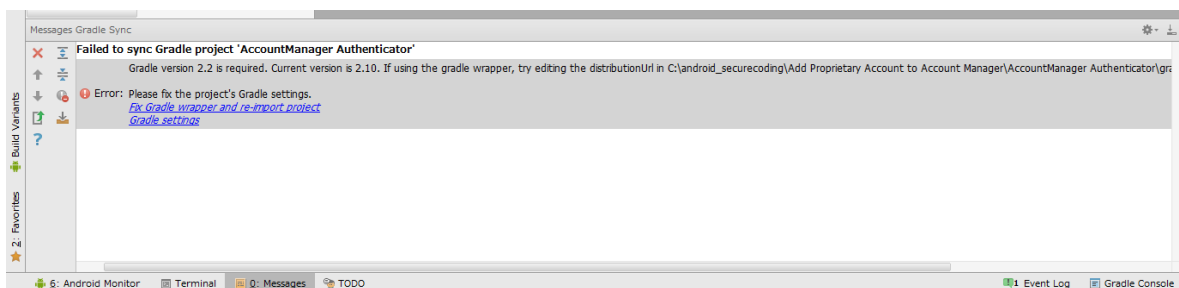 Messages Gradle Sync
Failed to sync Gradle project 'AccountManager Authenticator'
Gradle version 2.2 is required. Current version is 2.10. If using the gradle wrapper, try editing the distributionUrl in C:\android_securecoding\Add Proprietary Account to Account Manager\AccountManager Authenticator\gra
Error: Please fix the project's Gradle settings.
Fix Gradle wrapper and re-import project
Gradle settings
Build Variants
2: Favorites
6: Android Monitor Terminal 0: Messages TODO 1 Event Log Gradle Console